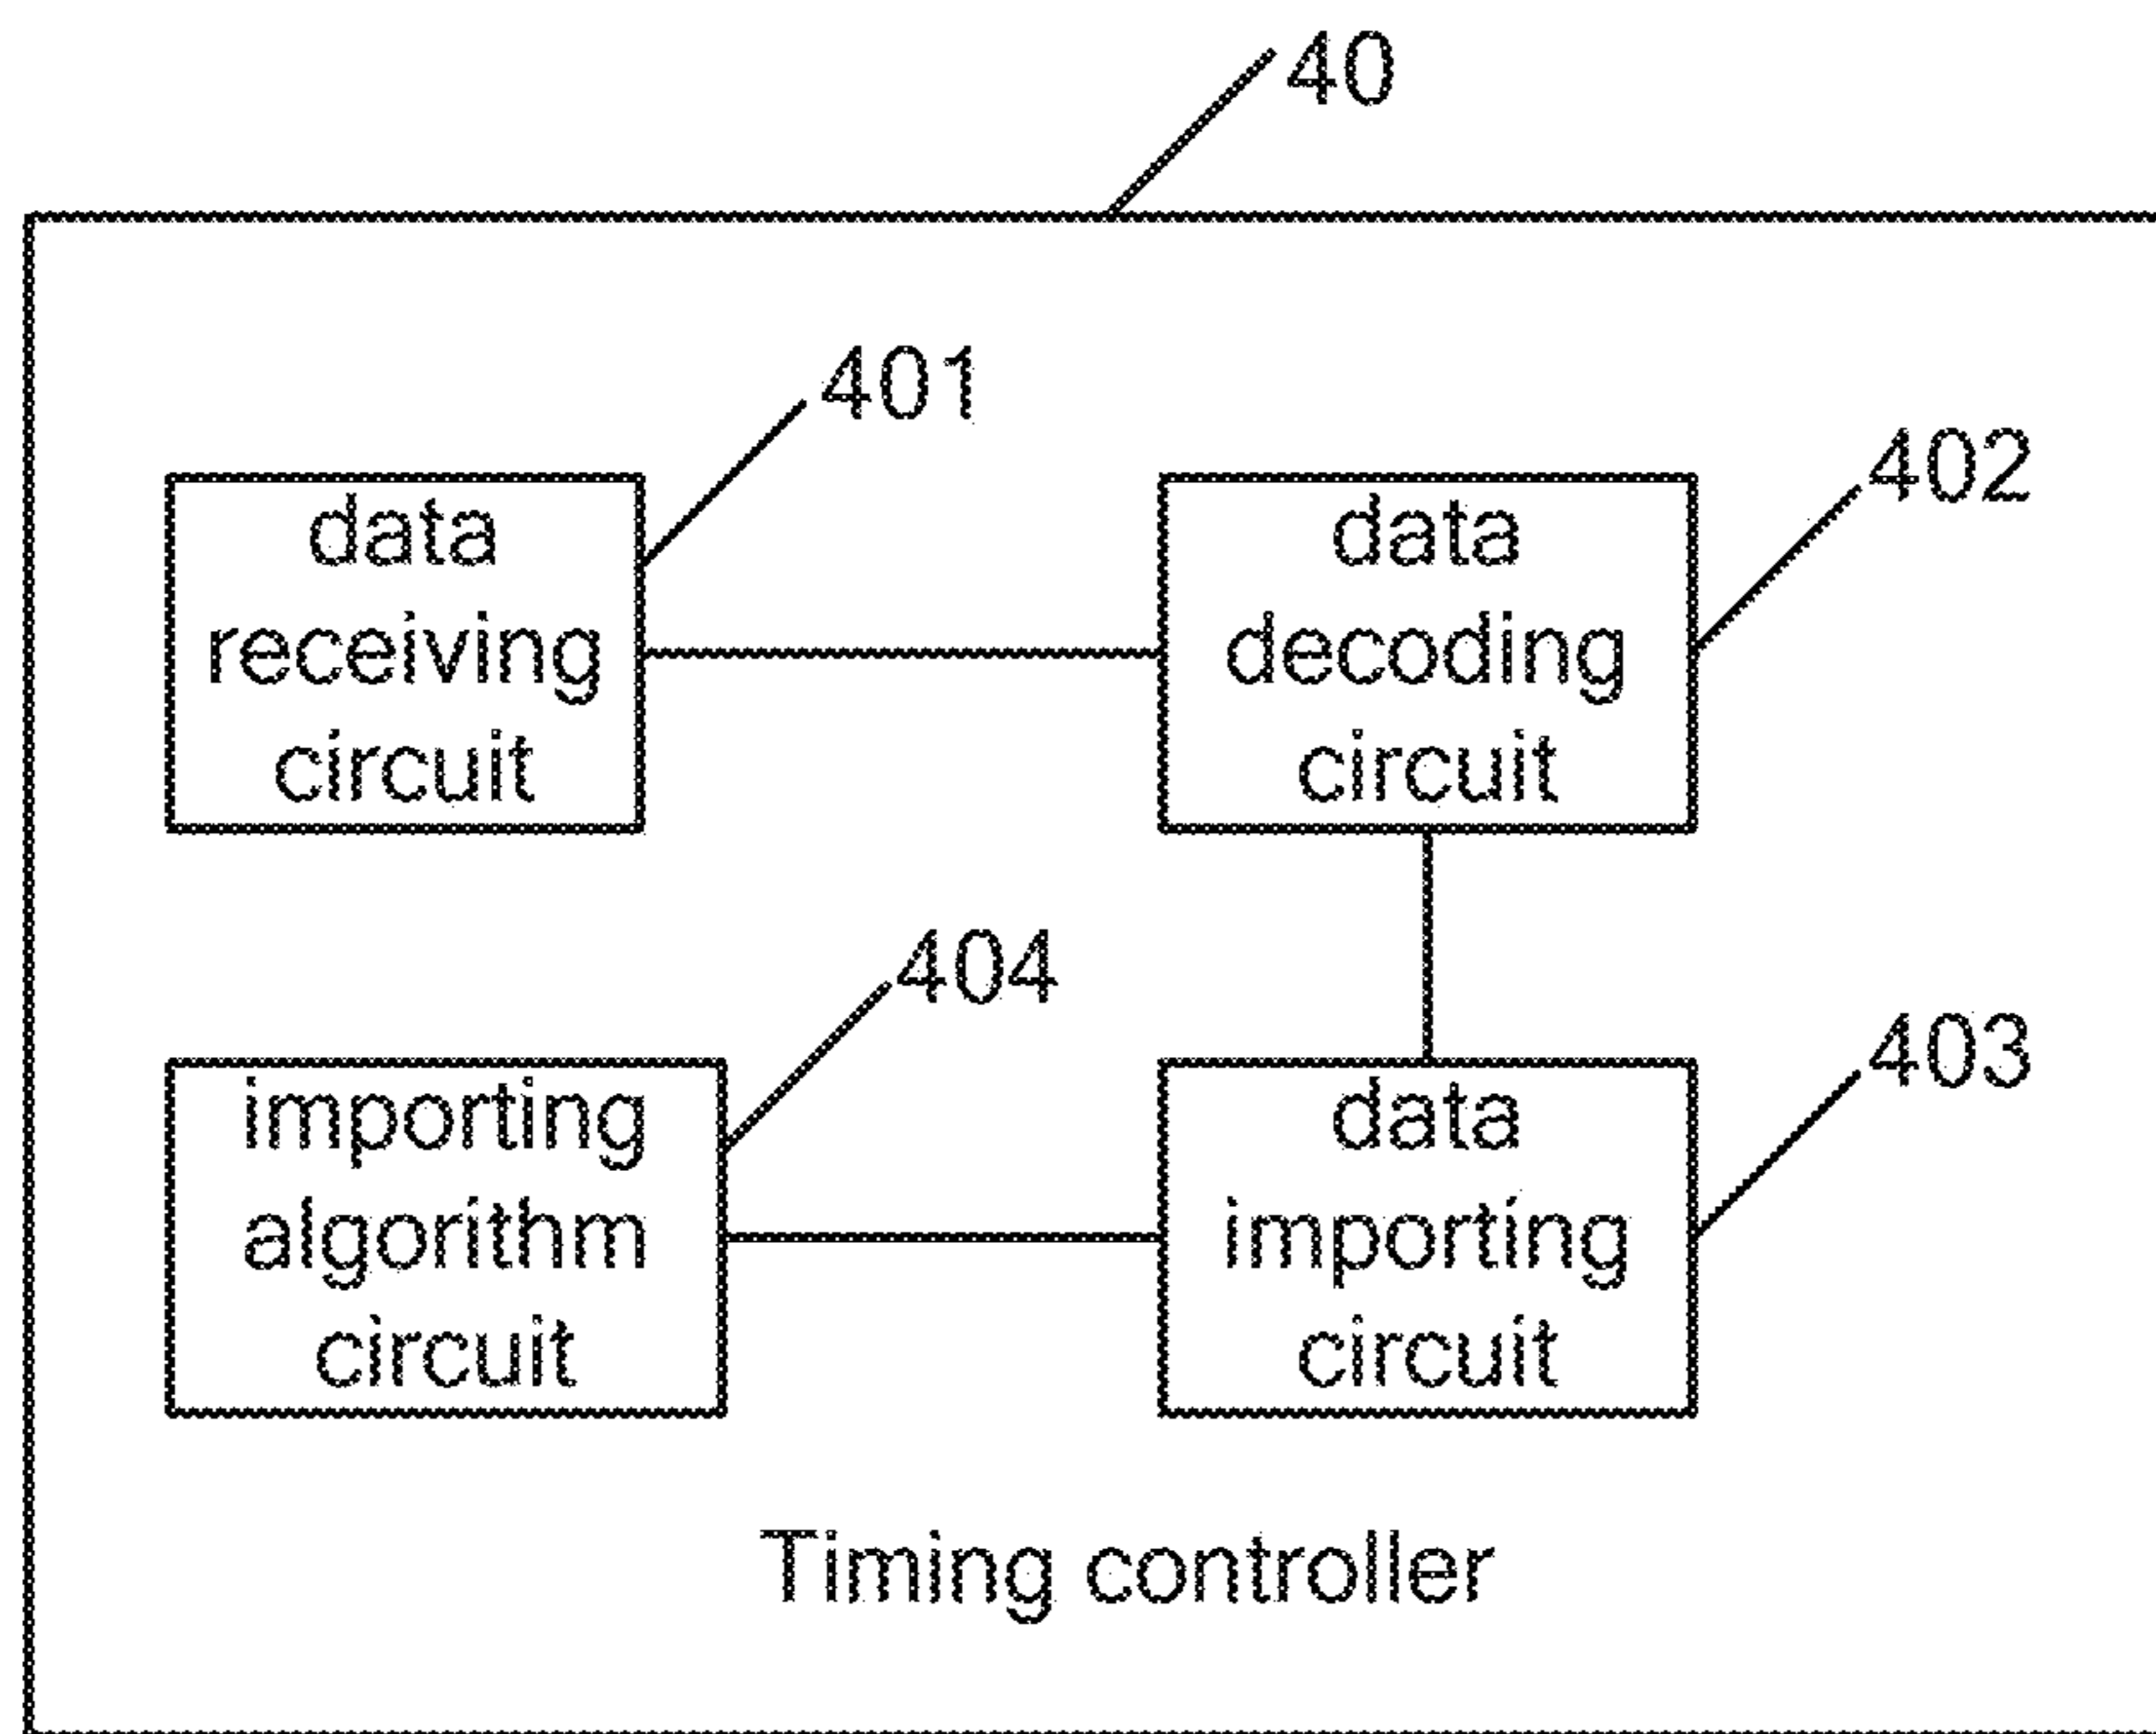 40
401
data
receiving
circuit
402
data
decoding
circuit
404
importing
algorithm
circuit
403
data
importing
circuit
Timing controller